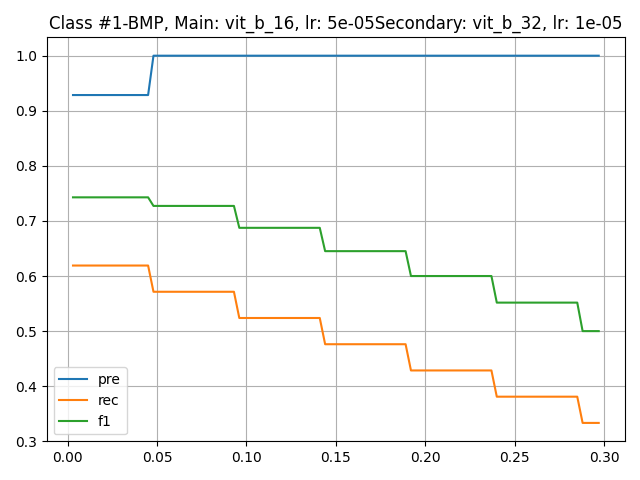 Class #1-BMP, Main: vit_b_16, lr: 5e-05Secondary: vit_b_32, lr: 1e-05
1.0
0.9
0.8
0.7
0.6
0.5
0.4
0.3
pre
rec
f1
0.00 0.05 0.10 0.15 0.20 0.25 0.30